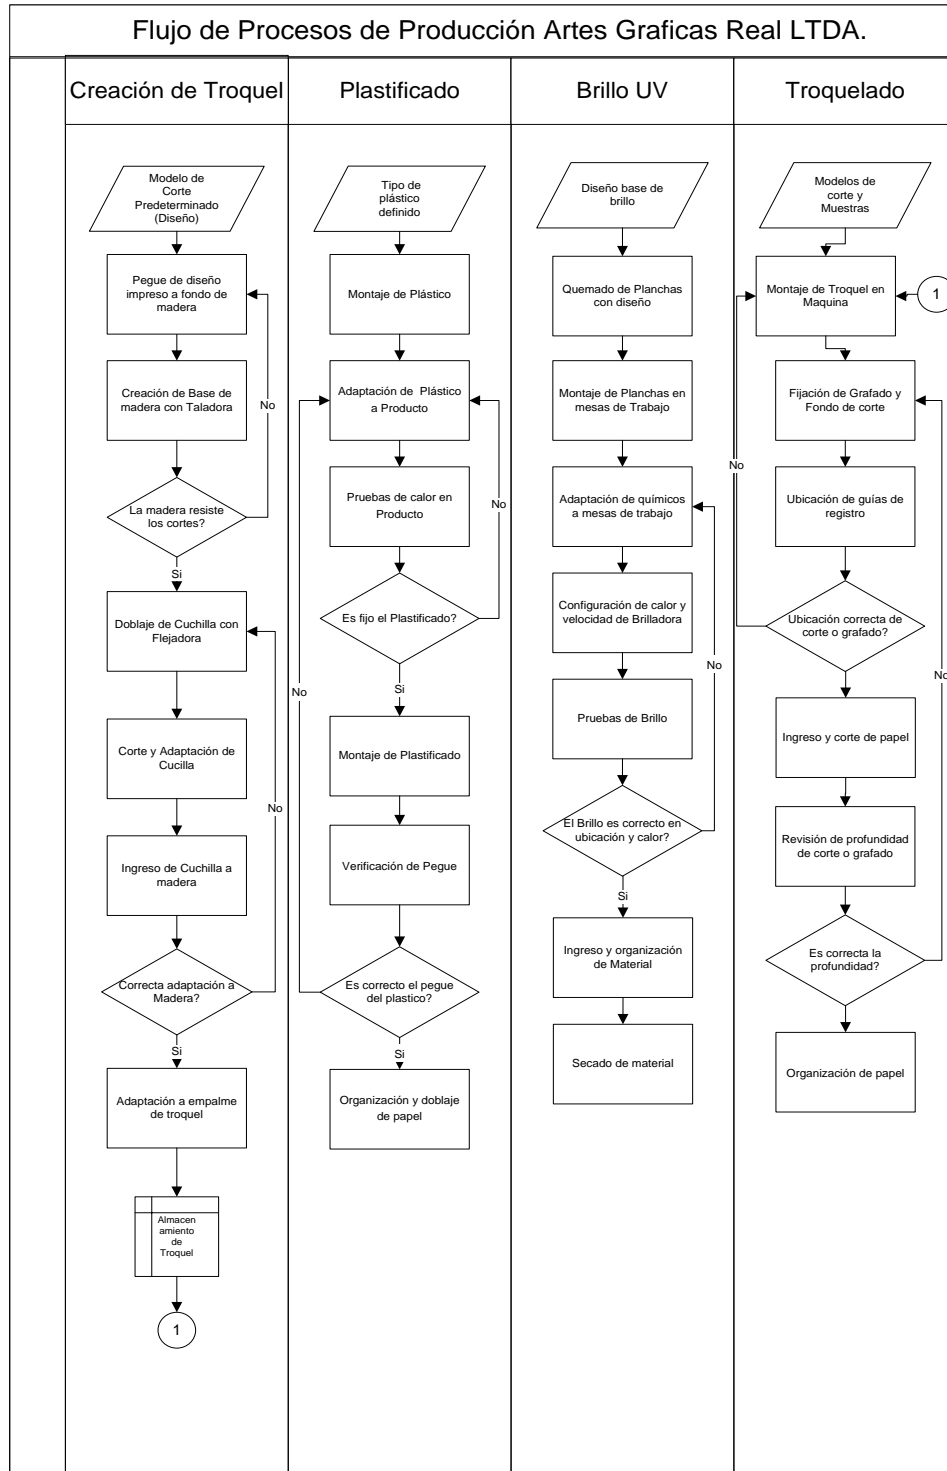 Flujo de Procesos de Producción Artes Graficas Real LTDA.
Creación de Troquel
Plastificado
Brillo UV
Troquelado
Modelo de
Corte
Predeterminado
(Diseño)
Pegue de diseño
impreso a fondo de
madera
Creación de Base de
madera con Taladora
No
La madera resiste
los cortes?
Si
Doblaje de Cuchilla con
Flejadora
Corte y Adaptación de
Cucilla
No
Ingreso de Cuchilla a
madera
Correcta adaptación a
Madera?
Si
Adaptación a empalme
de troquel
Almacen
amiento
de
Troquel
1
Tipo de
plástico
definido
Montaje de Plástico
Adaptación de Plástico
a Producto
Pruebas de calor en
Producto
No
Es fijo el Plastificado?
No
Si
Montaje de Plastificado
Verificación de Pegue
Es correcto el pegue
del plastico?
Si
Organización y doblaje
de papel
Diseño base de
brillo
Quemado de Planchas
con diseño
Montaje de Planchas en
mesas de Trabajo
Adaptación de químicos
a mesas de trabajo
Configuración de calor y
velocidad de Brilladora
No
Pruebas de Brillo
El Brillo es correcto en
ubicación y calor?
Si
Ingreso y organización
de Material
Secado de material
Modelos de
corte y
Muestras
Montaje de Troquel en
Maquina
1
Fijación de Grafado y
Fondo de corte
No
Ubicación de guías de
registro
Ubicación correcta de
corte o grafado?
No
Ingreso y corte de papel
Revisión de profundidad
de corte o grafado
Es correcta la
profundidad?
Organización de papel